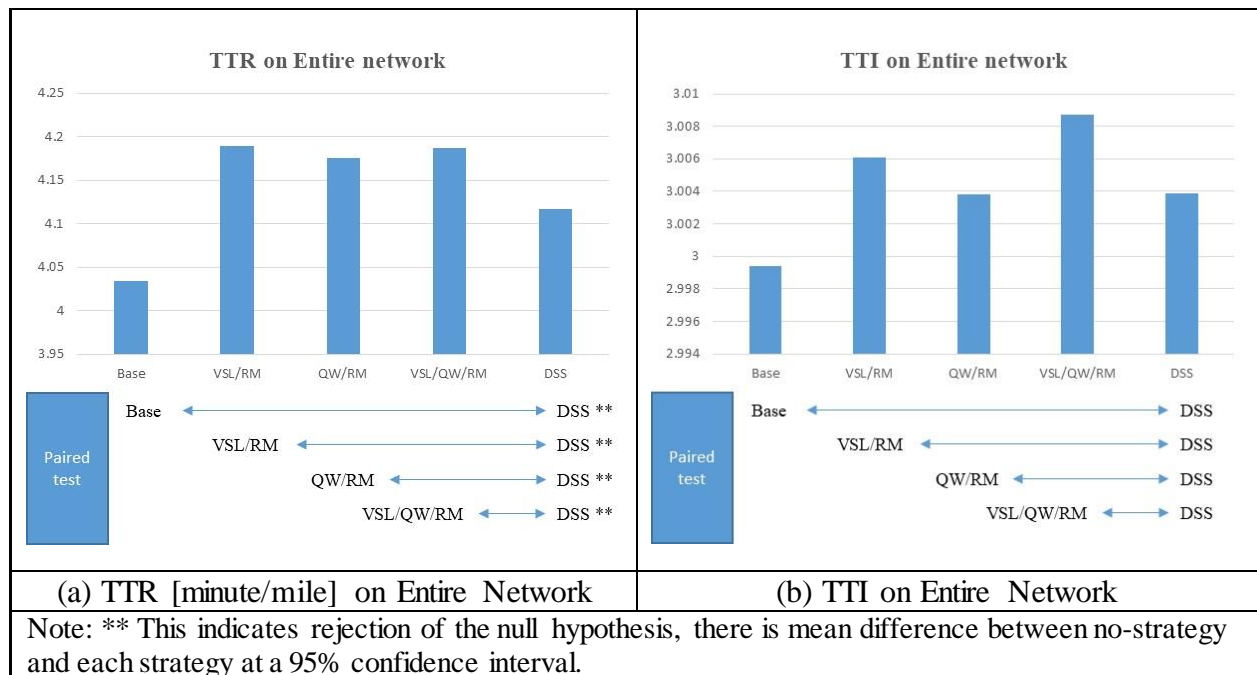 TTR on Entire network
4.25
4.2
4.15
4.1
4.05
4
3.95
Base VSL/RM QW/RM VSL/QW/RM DSS
Paired
test
Base DSS **
VSL/RM DSS **
QW/RM DSS **
VSL/QW/RM DSS **
(a) TTR [minute/mile] on Entire Network
TTI on Entire network
3.01
3.008
3.006
3.004
3.002
3
2.998
2.996
2.994
Base VSL/RM QW/RM VSL/QW/RM DSS
Paired
test
Base DSS
VSL/RM DSS
QW/RM DSS
VSL/QW/RM DSS
(b) TTI on Entire Network
Note: ** This indicates rejection of the null hypothesis, there is mean difference between no-strategy
and each strategy at a 95% confidence interval.